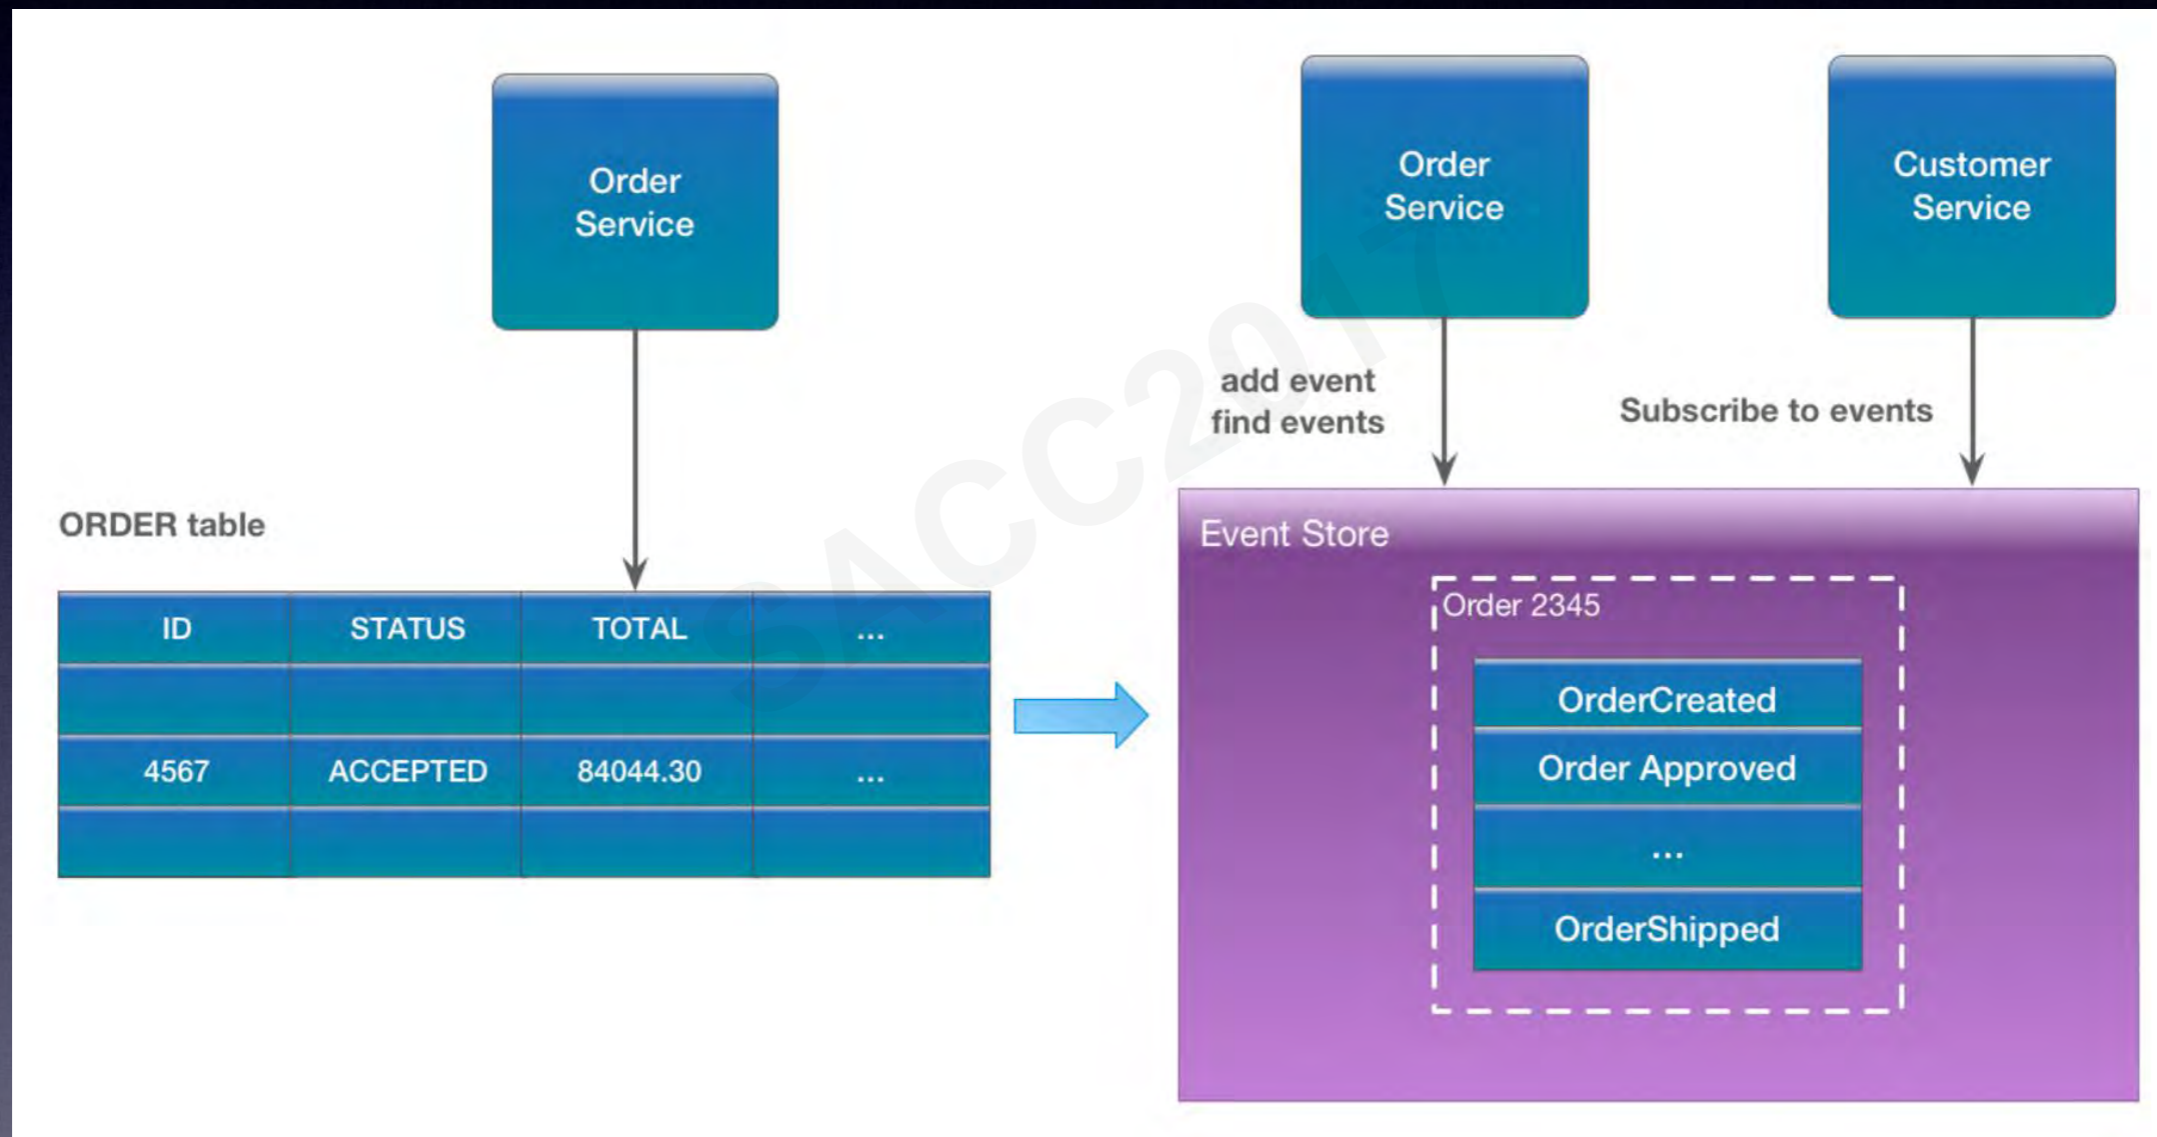 Order
Service
ORDER table
ID STATUS TOTAL ...
4567 ACCEPTED 84044.30 ...
Order
Service
Customer
Service
add event
find events
Subscribe to events
Event Store
Order 2345
OrderCreated
Order Approved
...
OrderShipped
SACC2017